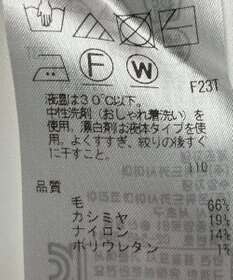 F W
F23T
液温は30℃以下。
中性洗剤（おしゃれ着洗い）を
使用。漂白剤は液体タイプを使
用。よくすすぎ、絞りの後すぐ
に干すこと。
110
品質
毛 66%
カシミヤ 19%
ナイロン 14%
ポリウレタン 1%